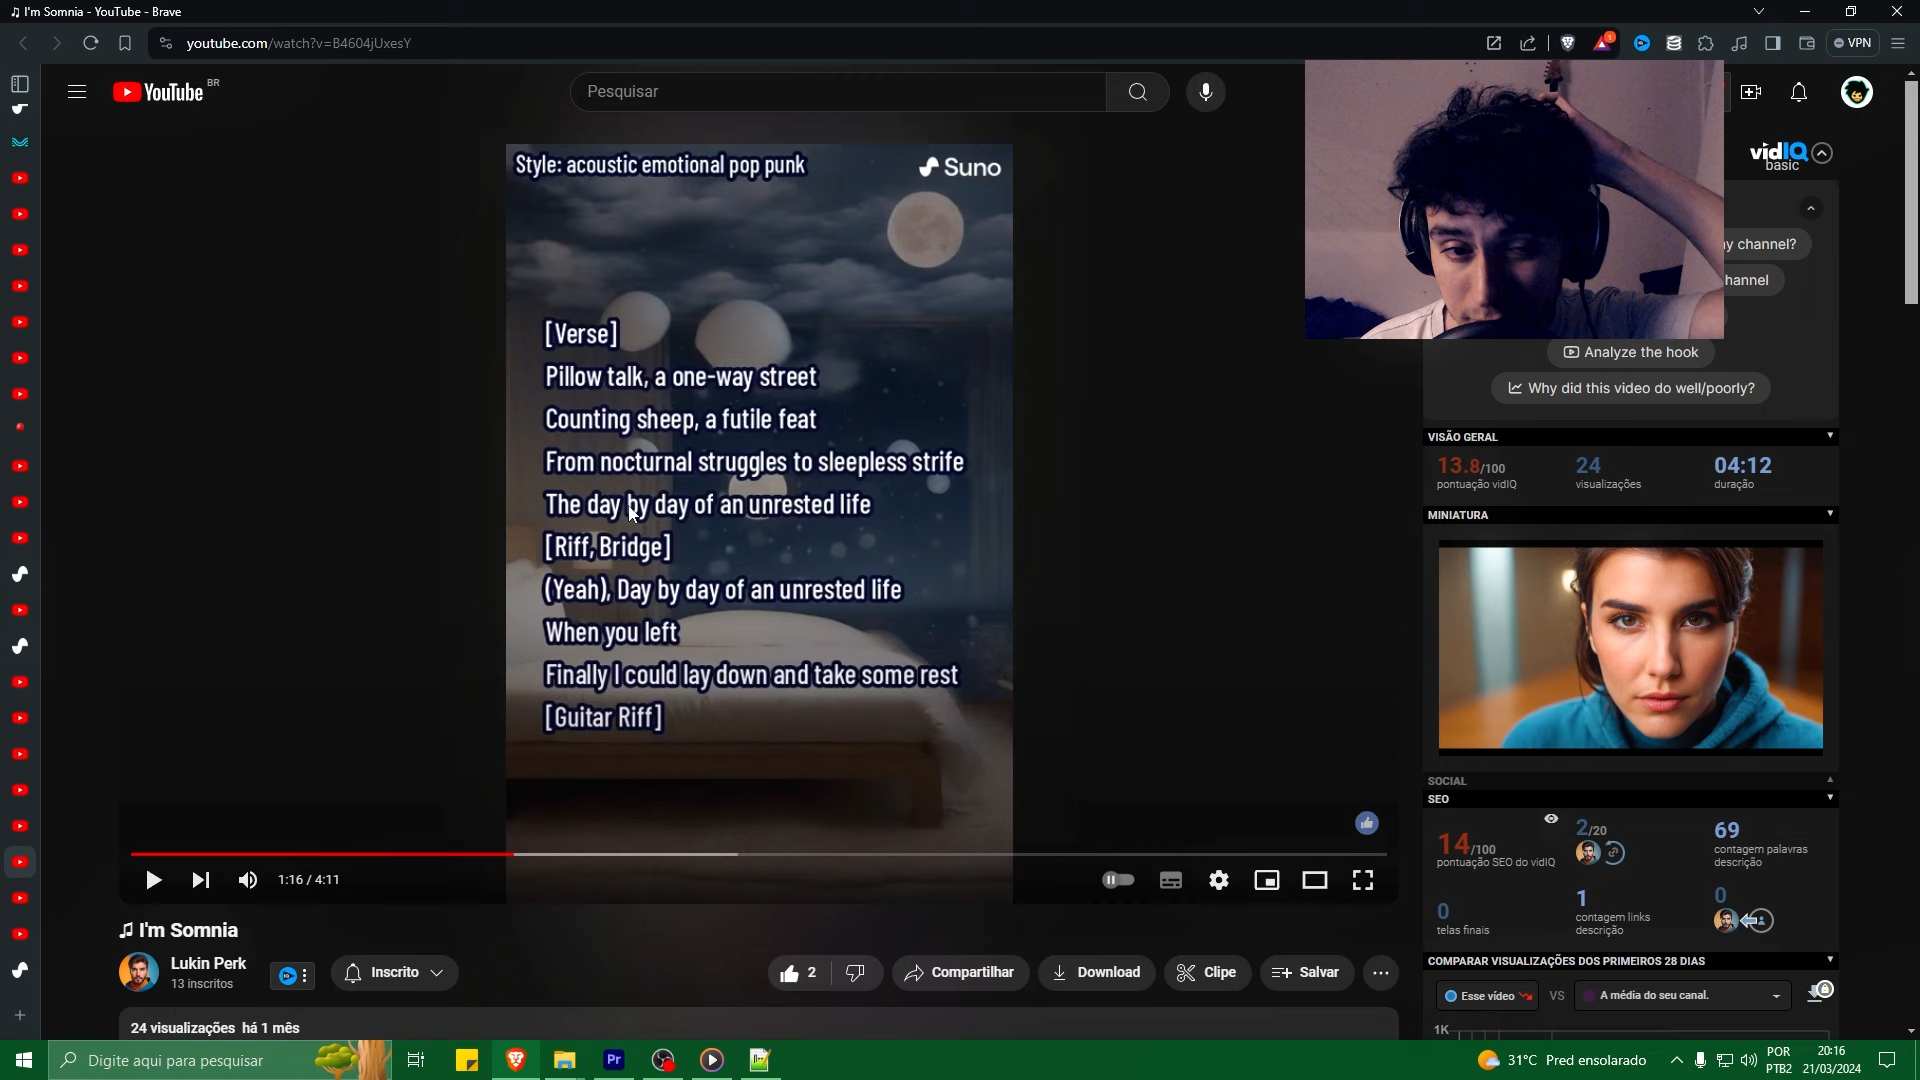 I'm Somnia - YouTube - Brave
youtube.com/watch?v=B4604jUxesY
1
VPN
YouTube BR
Pesquisar
vidIQ
basic
Style: acoustic emotional pop punk
Suno
y channel?
hannel
Analyze the hook
Why did this video do well/poorly?
[Verse]
Pillow talk, a one-way street
Counting sheep, a futile feat
From nocturnal struggles to sleepless strife
The day by day of an unrested life
[Riff, Bridge]
(Yeah), Day by day of an unrested life
When you left
Finally I could lay down and take some rest
[Guitar Riff]
VISÃO GERAL
13.8/100 24 04:12
pontuação vidIQ visualizações duração
MINIATURA
SOCIAL
SEO
14/100 2/20 69
pontuação SEO do vidIQ
contagem palavras
descrição
0 1 0
telas finais
contagem links
descrição
COMPARAR VISUALIZAÇÕES DOS PRIMEIROS 28 DIAS
Esse vídeo VS A média do seu canal.
1K
1:16 / 4:11
I'm Somnia
Lukin Perk
13 inscritos
Inscrito
2
Compartilhar
Download
Clipe
Salvar
24 visualizações há 1 mês
Digite aqui para pesquisar
Pr
31°C Pred ensolarado
POR
PTB2
20:16
21/03/2024